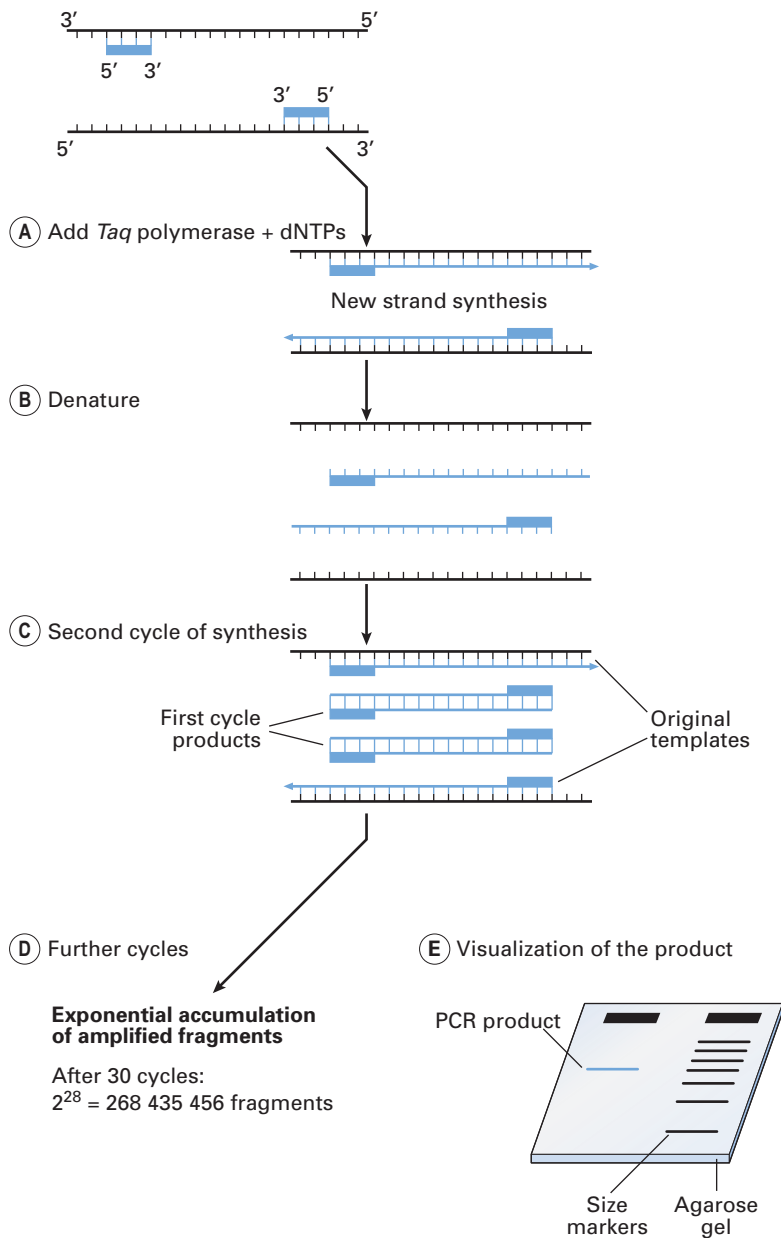 3′ 5′
5′ 3′
3′ 5′
5′ 3′
A Add Taq polymerase + dNTPs
New strand synthesis
B Denature
C Second cycle of synthesis
First cycle
products
Original
templates
D Further cycles
Exponential accumulation
of amplified fragments
After 30 cycles:
2²⁸ = 268 435 456 fragments
E Visualization of the product
PCR product
Size
markers
Agarose
gel